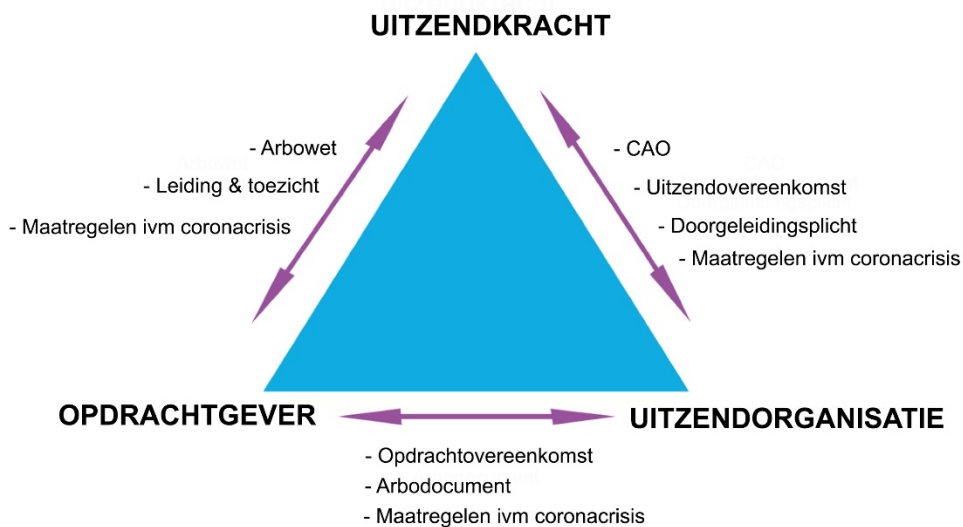 UITZENDKRACHT
- Arbowet
- Leiding & toezicht
- Maatregelen ivm coronacrisis
- CAO
- Uitzendovereenkomst
- Doorgeleidingsplicht
- Maatregelen ivm coronacrisis
OPDRACHTGEVER
UITZENDORGANISATIE
- Opdrachtovereenkomst
- Arbodocument
- Maatregelen ivm coronacrisis